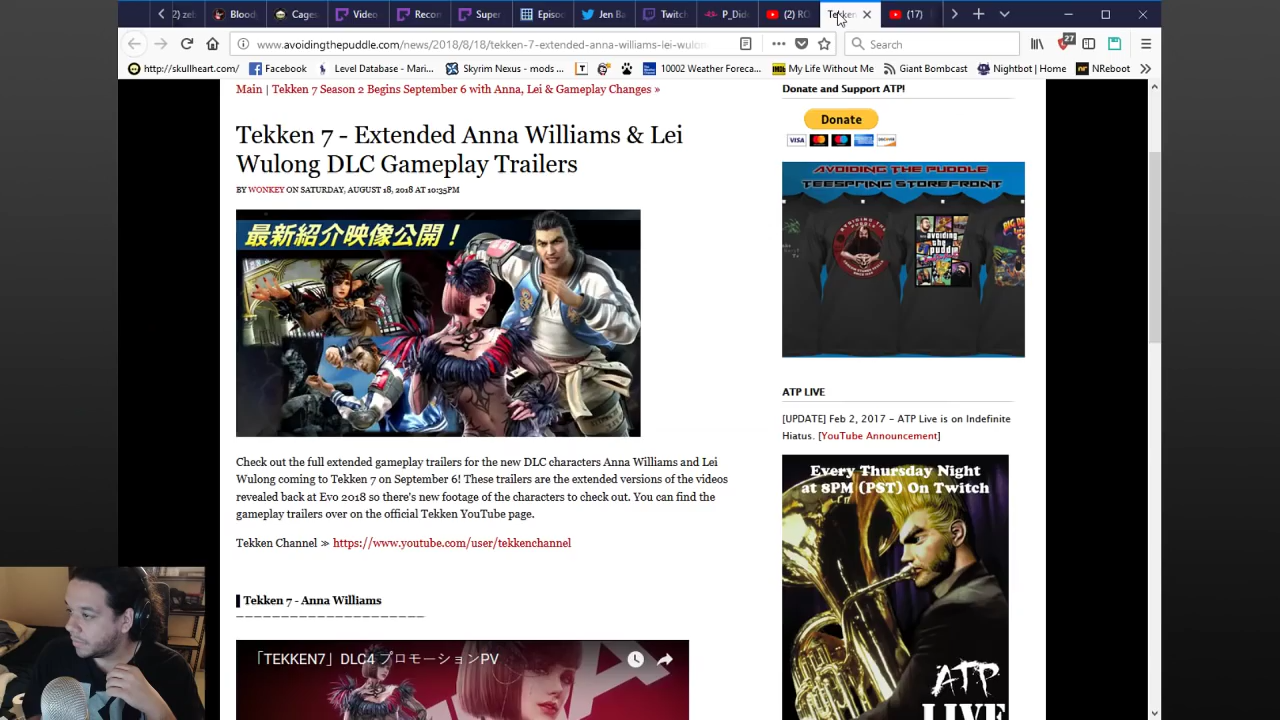 2) zel
Bloody
Cages
Video
Recon
Super
Episo
Jen Ba
Twitch
P_Dido
(2) RO
Tekken
(17)
www.avoidingthepuddle.com/news/2018/8/18/tekken-7-extended-anna-williams-lei-wulon
Search
27
http://skullheart.com/
Facebook
Level Database - Mari...
Skyrim Nexus - mods ...
10002 Weather Foreca...
My Life Without Me
Giant Bombcast
Nightbot | Home
NReboot
Main | Tekken 7 Season 2 Begins September 6 with Anna, Lei & Gameplay Changes »
Tekken 7 - Extended Anna Williams & Lei
Wulong DLC Gameplay Trailers
BY WONKEY ON SATURDAY, AUGUST 18, 2018 AT 10:35PM
最新紹介映像公開！
Check out the full extended gameplay trailers for the new DLC characters Anna Williams and Lei
Wulong coming to Tekken 7 on September 6! These trailers are the extended versions of the videos
revealed back at Evo 2018 so there's new footage of the characters to check out. You can find the
gameplay trailers over on the official Tekken YouTube page.
Tekken Channel ≫ https://www.youtube.com/user/tekkenchannel
Tekken 7 - Anna Williams
「TEKKEN7」DLC4 プロモーションPV
Donate and Support ATP!
Donate
VISA
AVOIDING THE PUDDLE
TEESPRING STOREFRONT
avoiding
the
puddle
ATP LIVE
[UPDATE] Feb 2, 2017 - ATP Live is on Indefinite
Hiatus. [YouTube Announcement]
Every Thursday Night
at 8PM (PST) On Twitch
ATP
LIVE